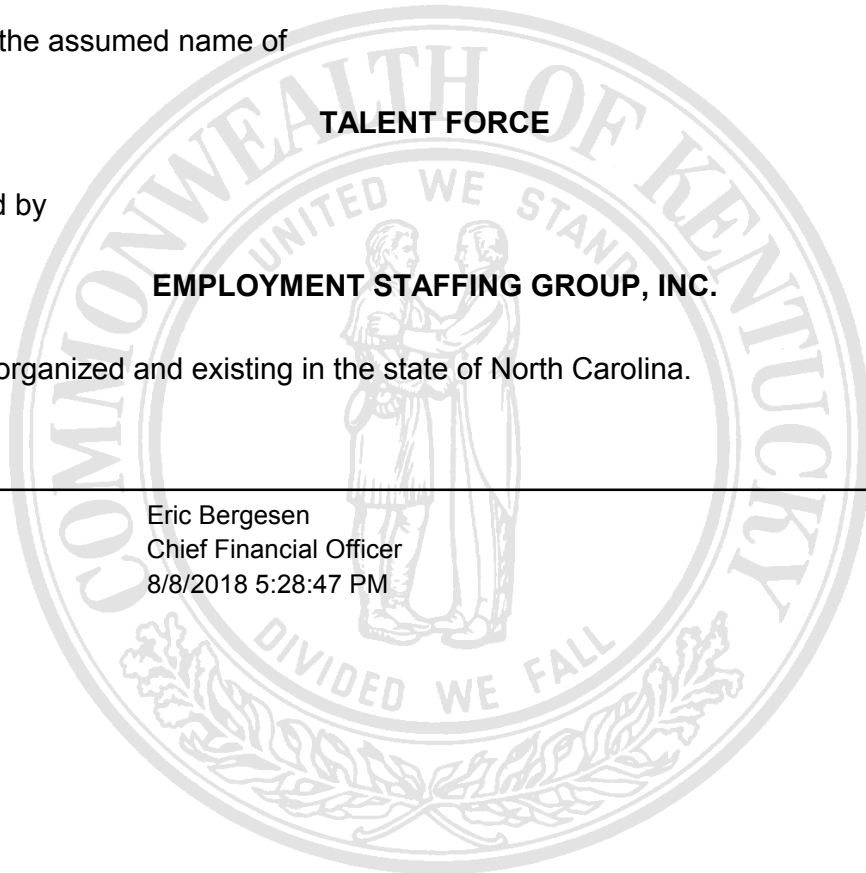 the assumed name of
TALENT FORCE
d by
EMPLOYMENT STAFFING GROUP, INC.
organized and existing in the state of North Carolina.
Eric Bergesen
Chief Financial Officer
8/8/2018 5:28:47 PM
COMMONWEALTH OF KENTUCKY
UNITED WE STAND
DIVIDED WE FALL